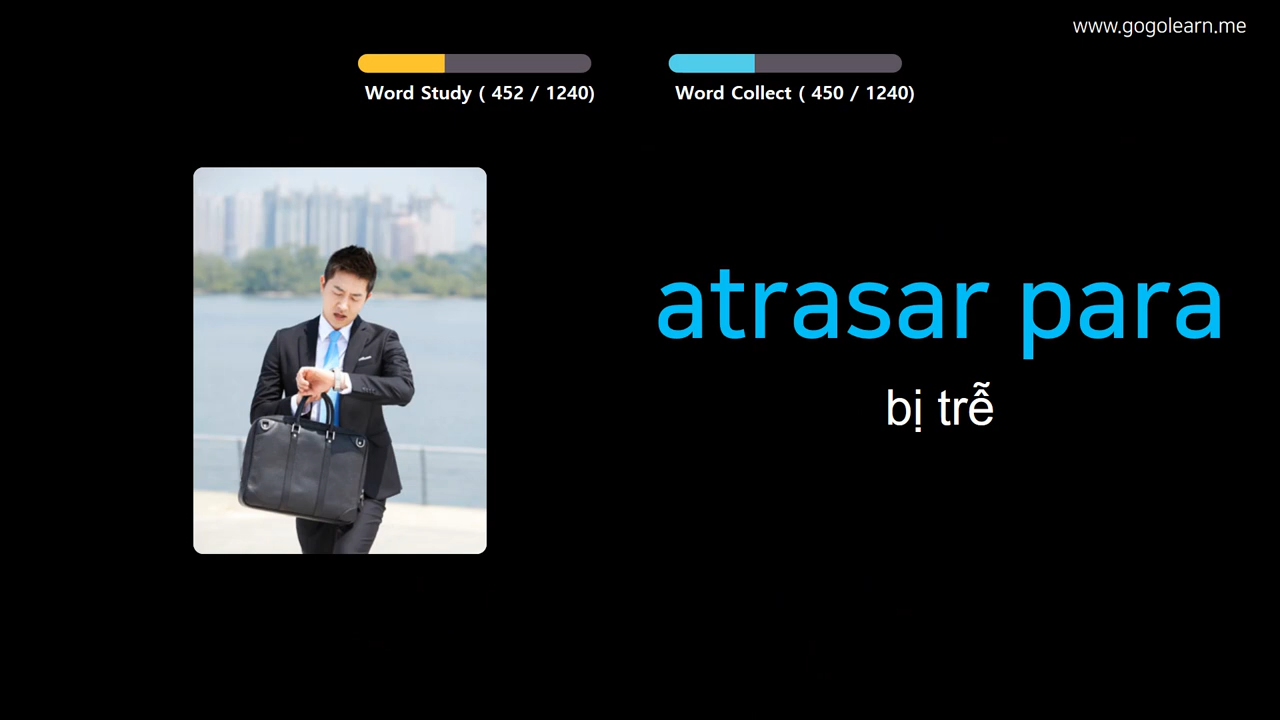 www.gogolearn.me
Word Study ( 452 / 1240)
Word Collect ( 450 / 1240)
atrasar para
bị trễ